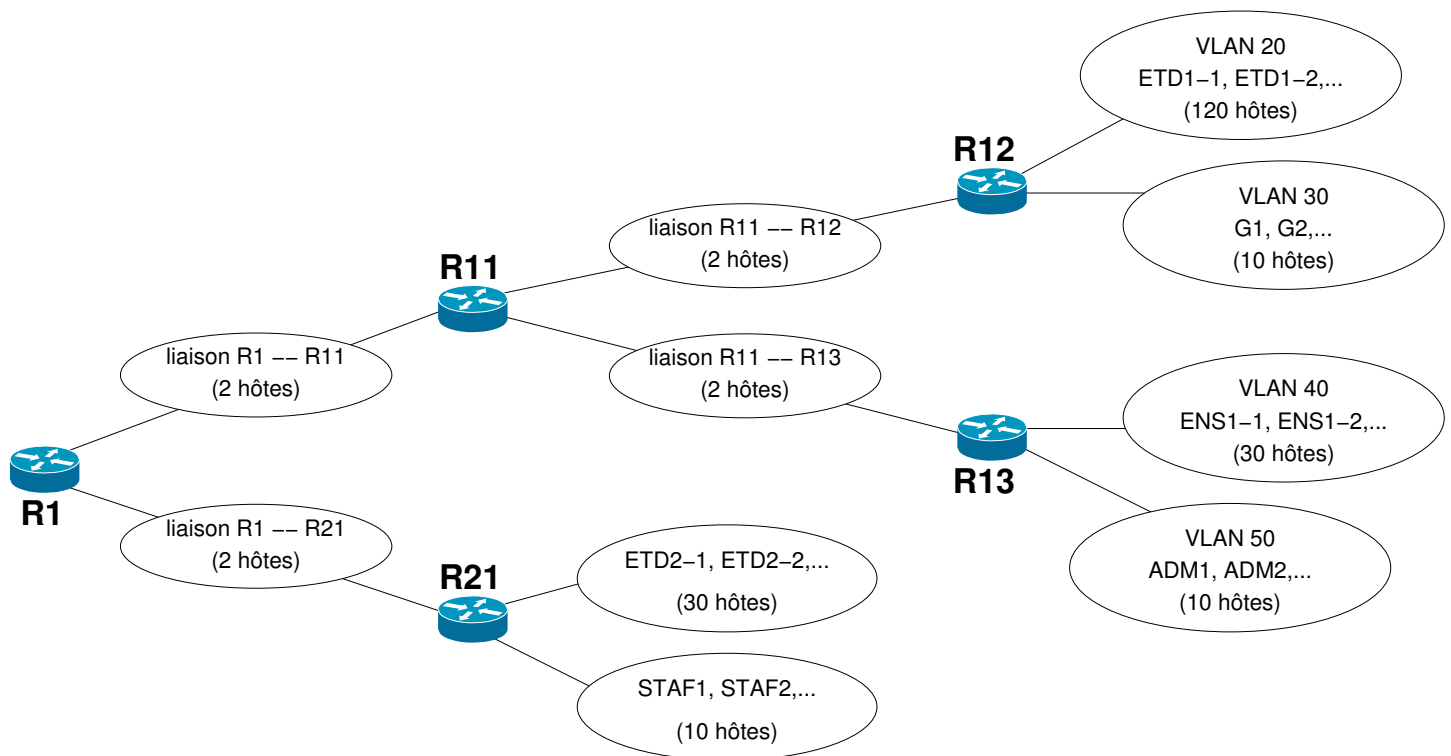 VLAN 20
ETD1−1, ETD1−2,...
(120 hôtes)
R12
VLAN 30
G1, G2,...
(10 hôtes)
liaison R11 −− R12
(2 hôtes)
R11
liaison R1 −− R11
(2 hôtes)
liaison R11 −− R13
(2 hôtes)
VLAN 40
ENS1−1, ENS1−2,...
(30 hôtes)
R13
R1
liaison R1 −− R21
(2 hôtes)
VLAN 50
ADM1, ADM2,...
(10 hôtes)
R21
ETD2−1, ETD2−2,...
(30 hôtes)
STAF1, STAF2,...
(10 hôtes)